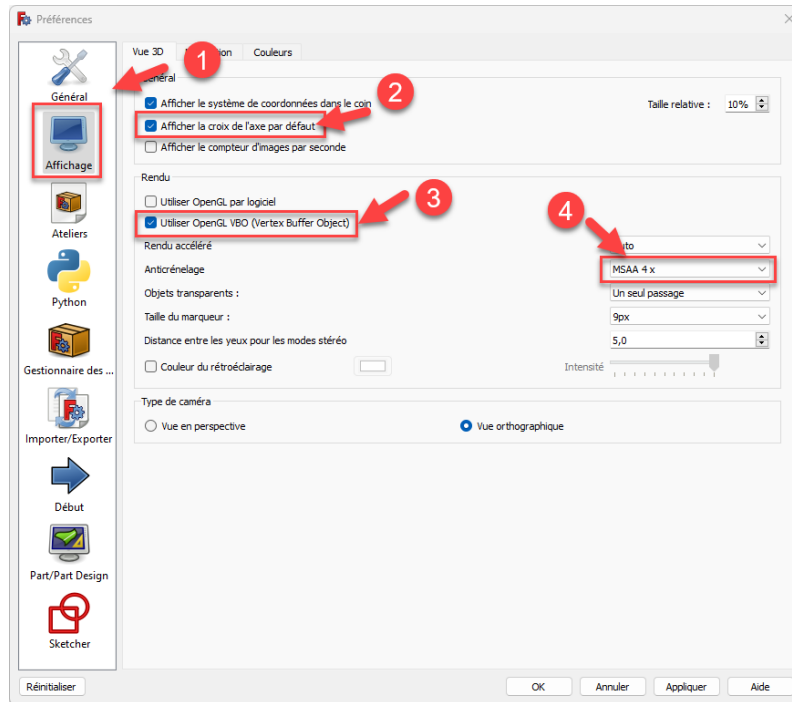 Préférences
Général
Affichage
Ateliers
Python
Gestionnaire des ...
Importer/Exporter
Début
Part/Part Design
Sketcher
Vue 3D
Couleurs
1
Général
Afficher le système de coordonnées dans le coin
Taille relative : 10%
2
Afficher la croix de l'axe par défaut
Afficher le compteur d'images par seconde
Rendu
Utiliser OpenGL par logiciel
3
Utiliser OpenGL VBO (Vertex Buffer Object)
4
Rendu accéléré
Anticrénelage MSAA 4 x
Objets transparents : Un seul passage
Taille du marqueur : 9px
Distance entre les yeux pour les modes stéréo 5,0
Couleur du rétroéclairage Intensité
Type de caméra
Vue en perspective Vue orthographique
Réinitialiser OK Annuler Appliquer Aide